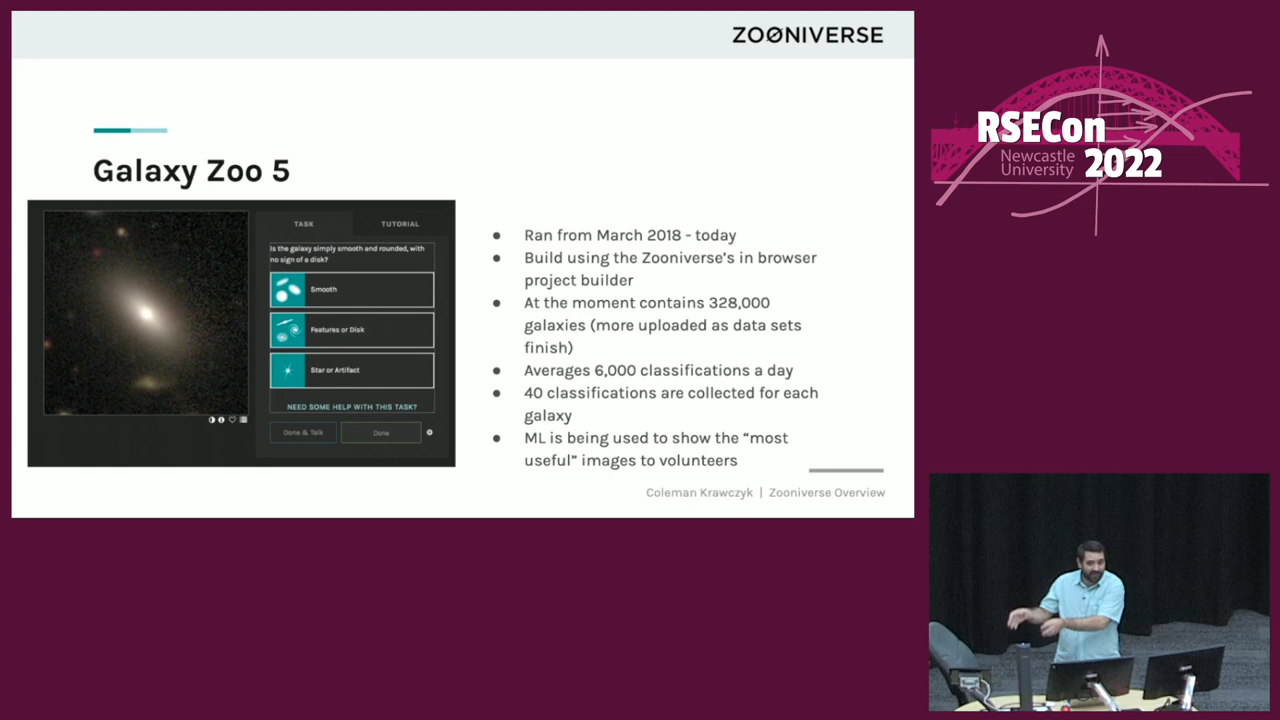 ZOØNIVERSE
Galaxy Zoo 5
TASK
TUTORIAL
Is the galaxy simply smooth and rounded, with
no sign of a disk?
Smooth
Features or Disk
Star or Artifact
NEED SOME HELP WITH THIS TASK?
Done & Talk
Done
● Ran from March 2018 - today
● Build using the Zooniverse's in browser
project builder
● At the moment contains 328,000
galaxies (more uploaded as data sets
finish)
● Averages 6,000 classifications a day
● 40 classifications are collected for each
galaxy
● ML is being used to show the “most
useful” images to volunteers
Coleman Krawczyk | Zooniverse Overview
RSECon
Newcastle
University
2022